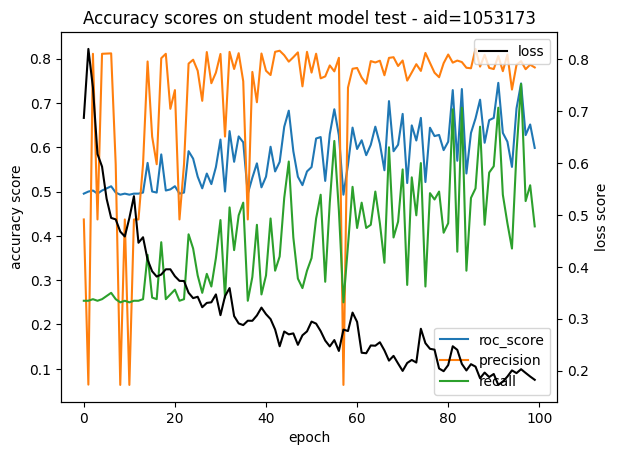 Accuracy scores on student model test - aid=1053173
loss
0.8
0.7
0.6
0.5
0.4
0.3
0.2
0.1
accuracy score
0.8
0.7
0.6
0.5
0.4
0.3
0.2
loss score
roc_score
precision
recall
0
20
40
60
80
100
epoch